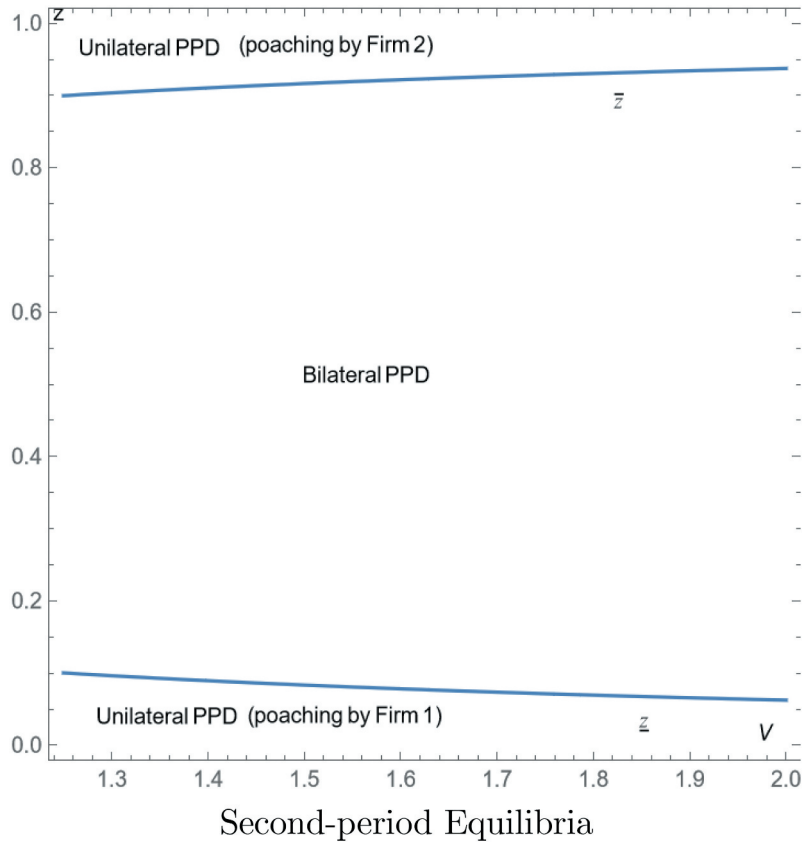 1.0
z
Unilateral PPD (poaching by Firm 2)
z̄
0.8
0.6
Bilateral PPD
0.4
0.2
Unilateral PPD (poaching by Firm 1)
z̲
V
0.0
1.3 1.4 1.5 1.6 1.7 1.8 1.9 2.0
Second-period Equilibria